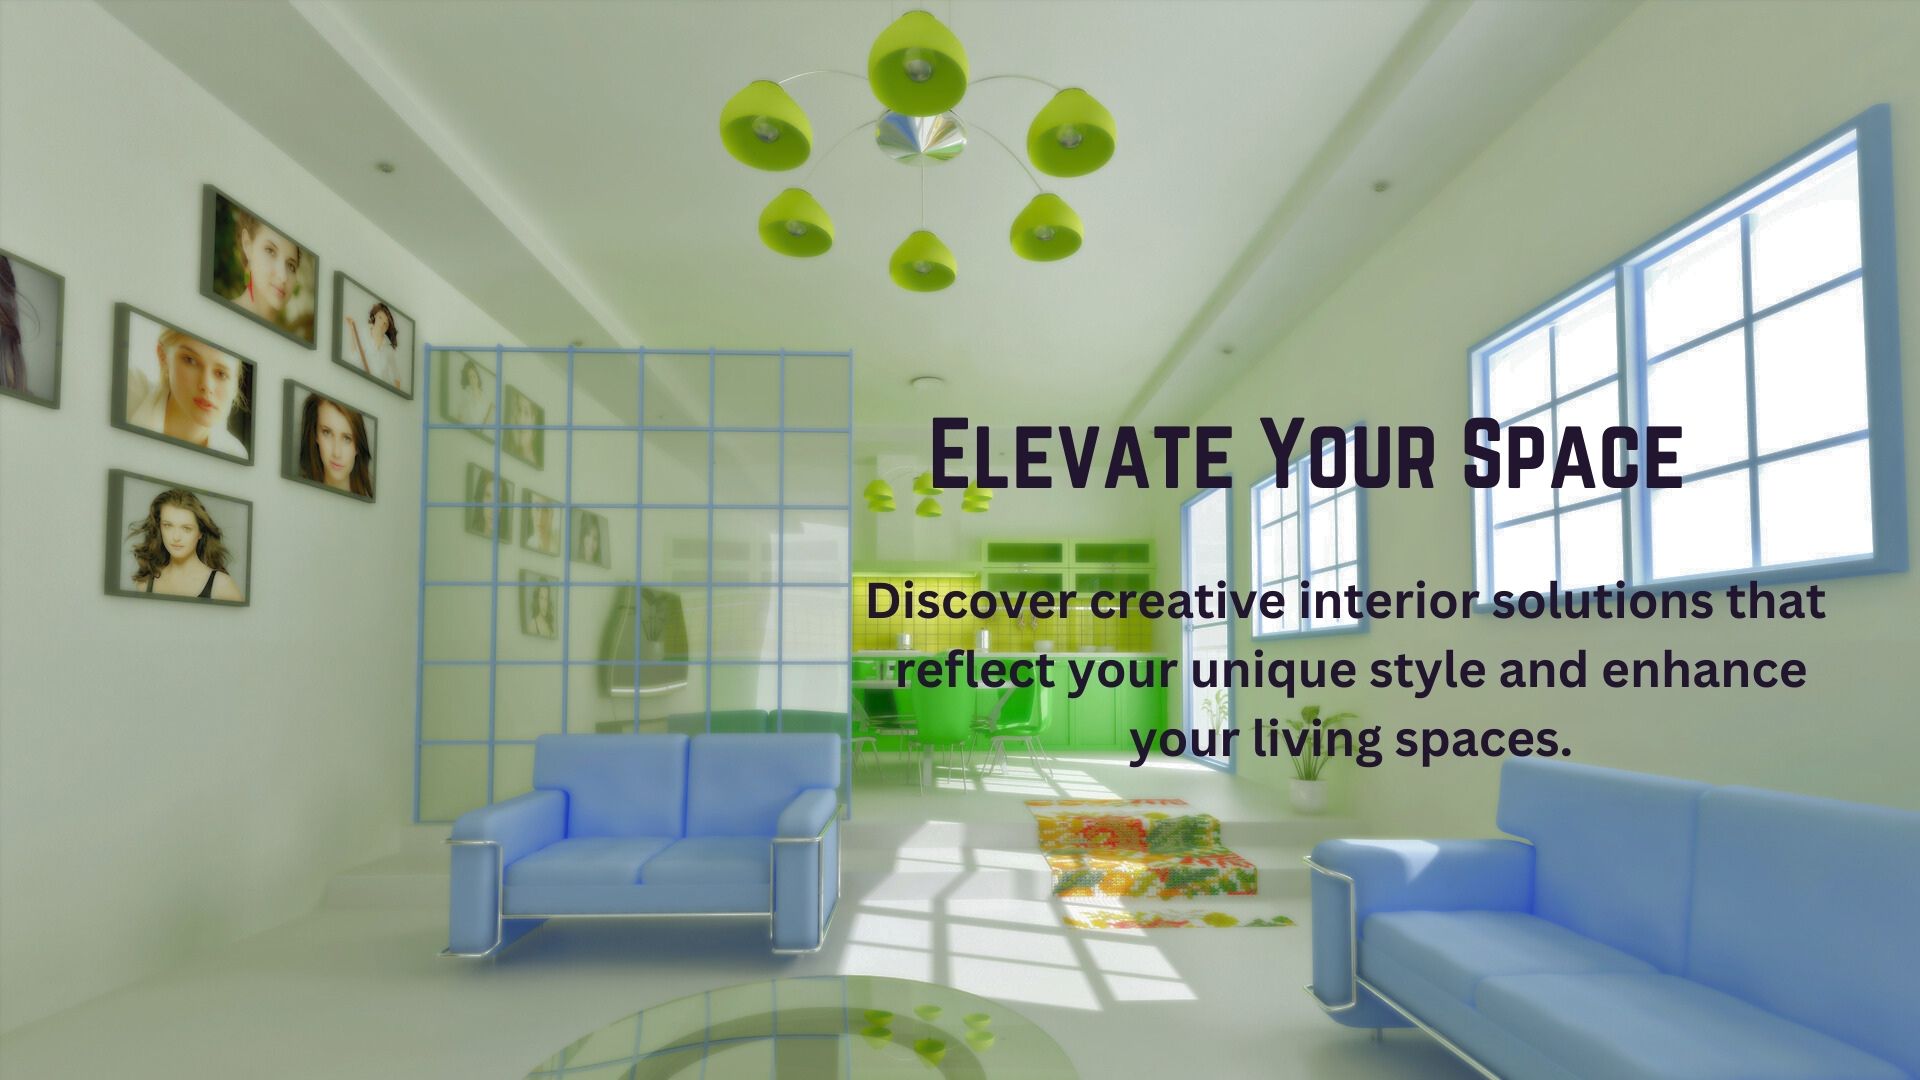 Elevate Your Space
Discover creative interior solutions that
reflect your unique style and enhance
your living spaces.